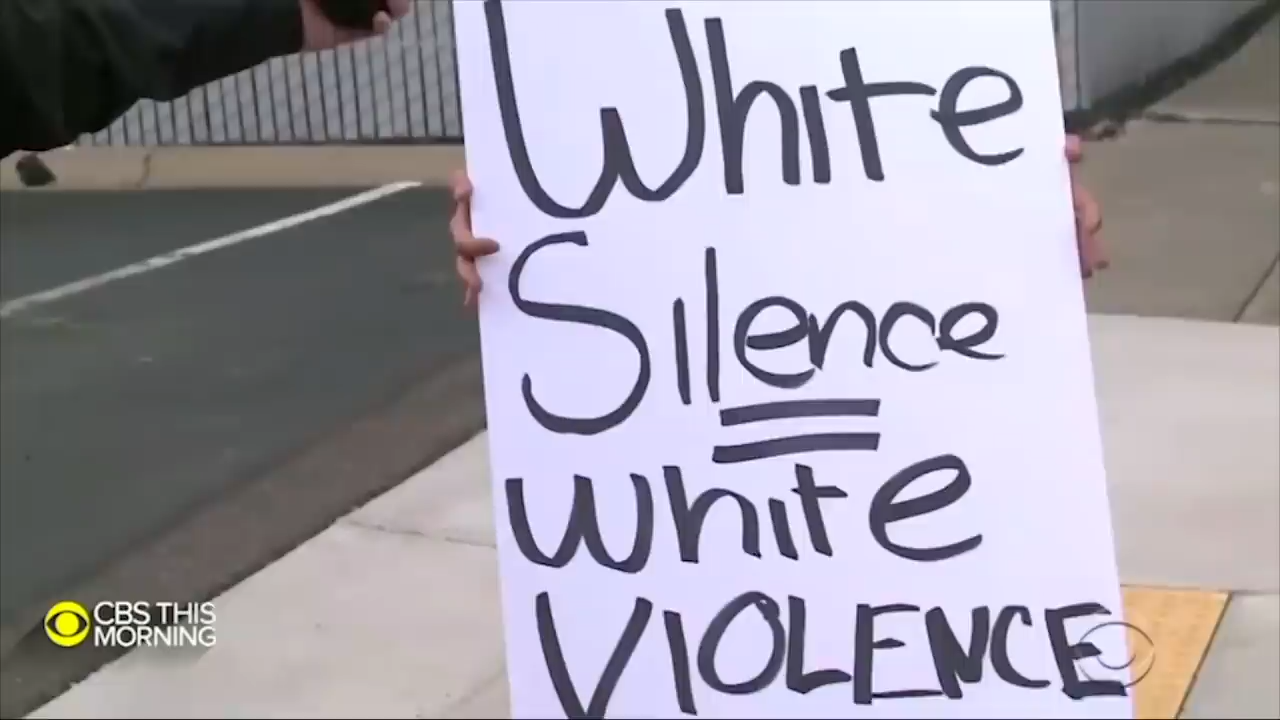 White
Silence
=
White
VIOLENCE
CBS THIS
MORNING